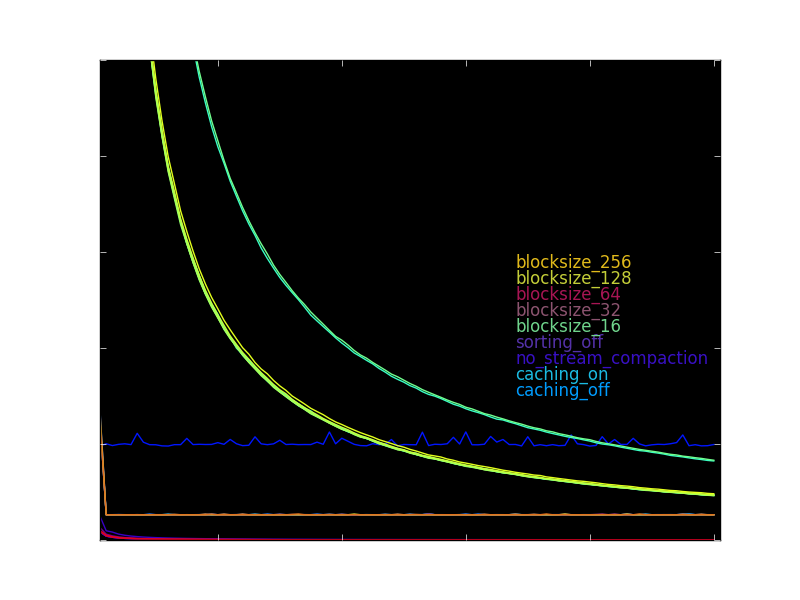 blocksize_256
blocksize_128
blocksize_64
blocksize_32
blocksize_16
sorting_off
no_stream_compaction
caching_on
caching_off